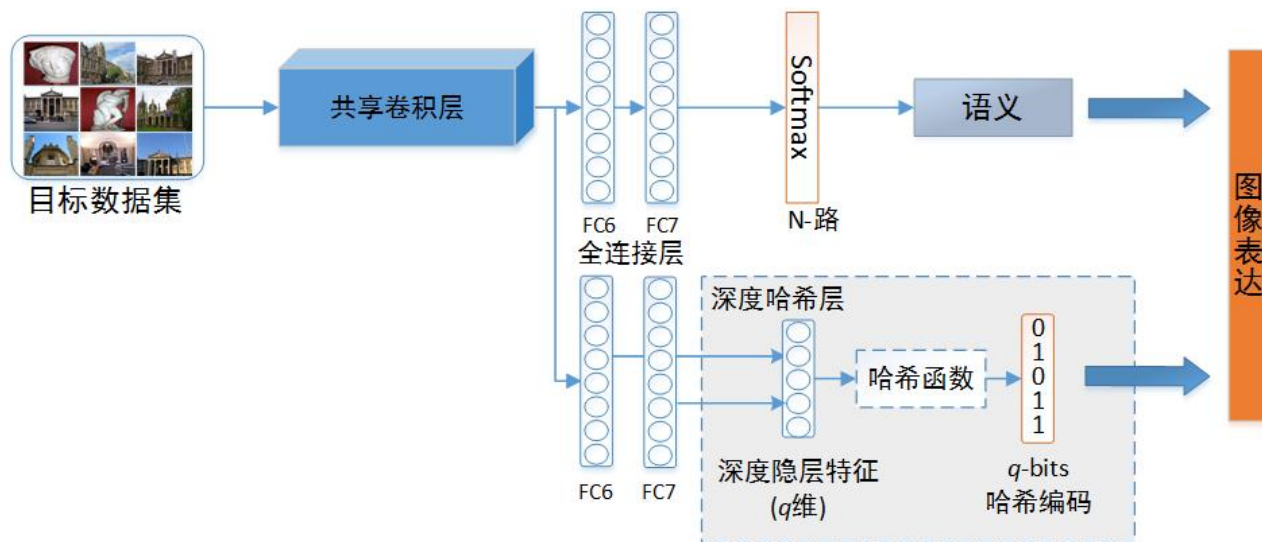 目标数据集
共享卷积层
FC6
FC7
全连接层
Softmax
N-路
语义
FC6
FC7
深度哈希层
深度隐层特征
(q维)
哈希函数
0
1
0
1
1
q-bits
哈希编码
图
像
表
达